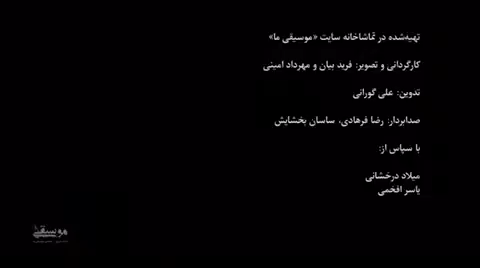 تهیه‌شده در تماشاخانه سایت «موسیقی ما»
کارگردانی و تصویر: فرید بیان و مهرداد امینی
تدوین: علی گورانی
صدابردار: رضا فرهادی، ساسان بخشایش
با سپاس از:
میلاد درخشانی
یاسر افخمی